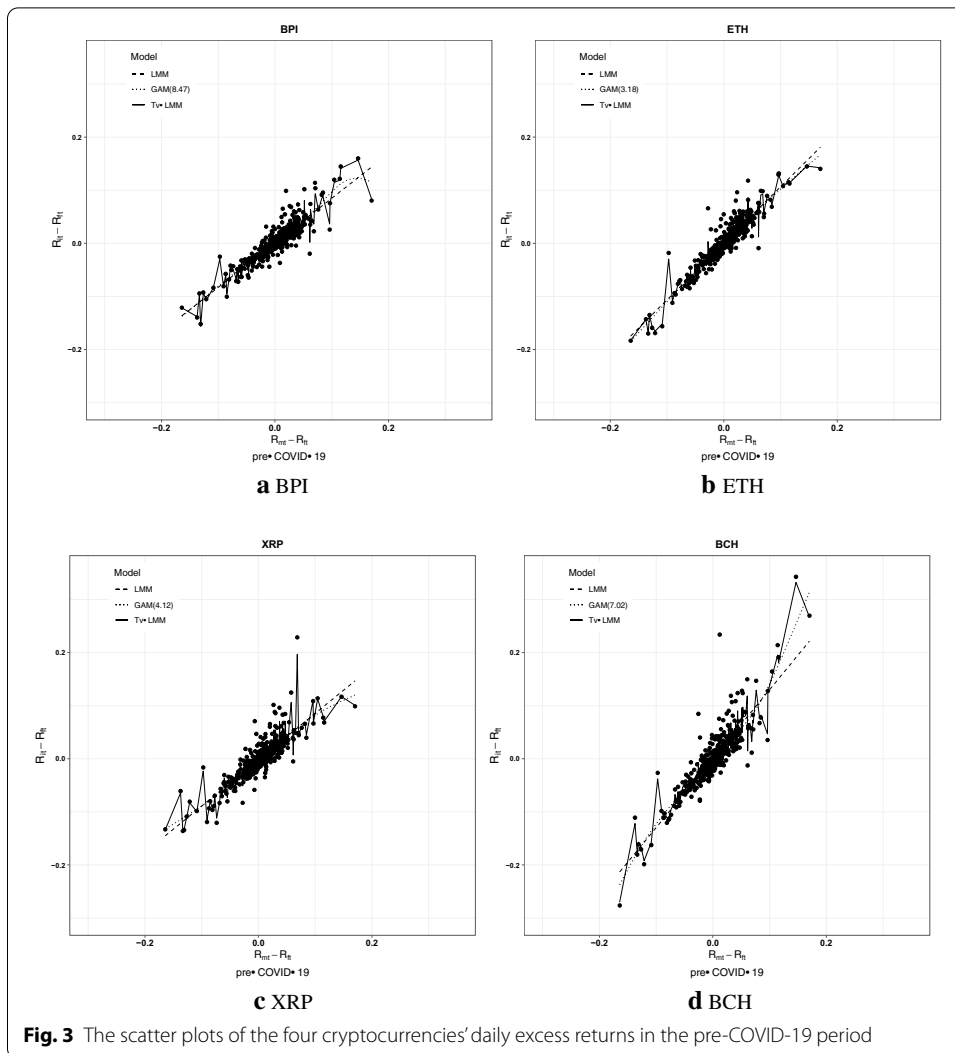 BPI
Model
LMM
GAM(8.47)
Tv• LMM
0.2
0.0
−0.2
R_it − R_ft
−0.2 0.0 0.2
R_mt − R_ft
pre• COVID• 19
a BPI
ETH
Model
LMM
GAM(3.18)
Tv• LMM
0.2
0.0
−0.2
R_it − R_ft
−0.2 0.0 0.2
R_mt − R_ft
pre• COVID• 19
b ETH
XRP
Model
LMM
GAM(4.12)
Tv• LMM
0.2
0.0
−0.2
R_it − R_ft
−0.2 0.0 0.2
R_mt − R_ft
pre• COVID• 19
c XRP
BCH
Model
LMM
GAM(7.02)
Tv• LMM
0.2
0.0
−0.2
R_it − R_ft
−0.2 0.0 0.2
R_mt − R_ft
pre• COVID• 19
d BCH
Fig. 3 The scatter plots of the four cryptocurrencies' daily excess returns in the pre-COVID-19 period